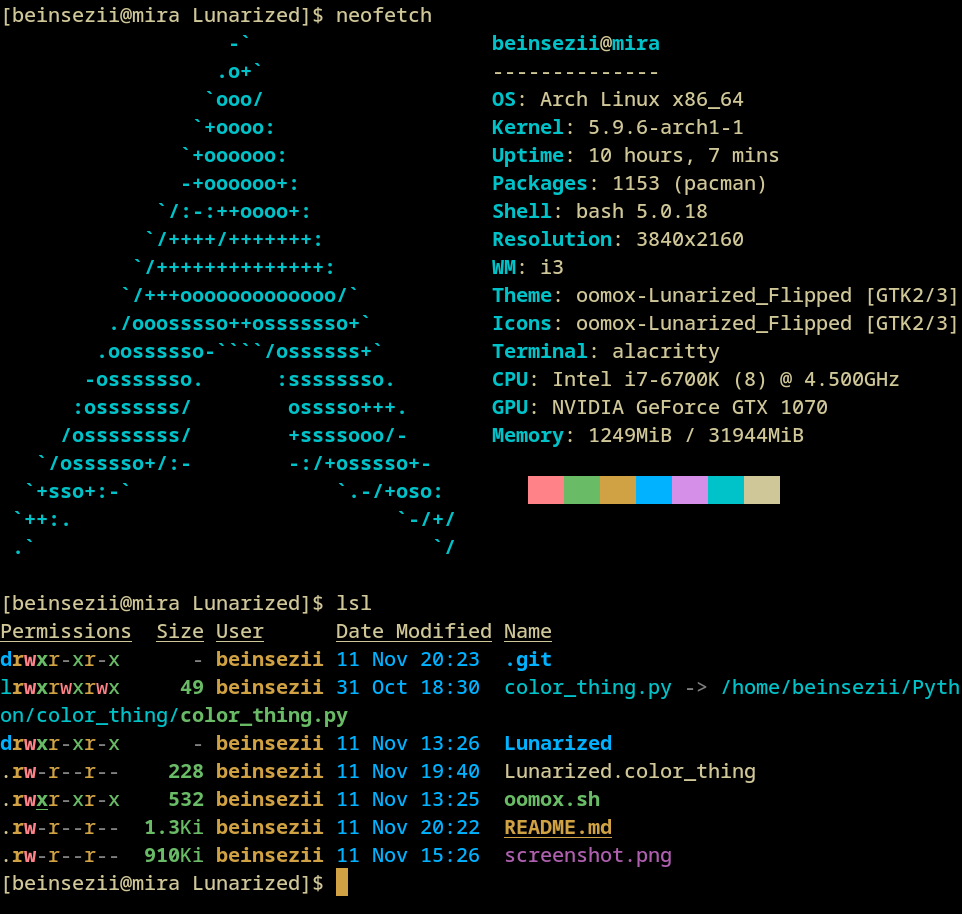 [beinsezii@mira Lunarized]$ neofetch
                   -`                    beinsezii@mira
                  .o+`                   --------------
                 `ooo/                   OS: Arch Linux x86_64
                `+oooo:                  Kernel: 5.9.6-arch1-1
               `+oooooo:                 Uptime: 10 hours, 7 mins
               -+oooooo+:                Packages: 1153 (pacman)
             `/:-:++oooo+:               Shell: bash 5.0.18
            `/++++/+++++++:              Resolution: 3840x2160
           `/++++++++++++++:             WM: i3
          `/+++ooooooooooooo/`           Theme: oomox-Lunarized_Flipped [GTK2/3]
         ./ooosssso++osssssso+`          Icons: oomox-Lunarized_Flipped [GTK2/3]
        .oossssso-````/ossssss+`         Terminal: alacritty
       -osssssso.      :ssssssso.        CPU: Intel i7-6700K (8) @ 4.500GHz
      :osssssss/        osssso+++.       GPU: NVIDIA GeForce GTX 1070
     /ossssssss/        +ssssooo/-       Memory: 1249MiB / 31944MiB
   `/ossssso+/:-        -:/+osssso+-
  `+sso+:-`                 `.-/+oso:
 `++:.                           `-/+/
 .`                                 `/
[beinsezii@mira Lunarized]$ lsl
Permissions  Size User      Date Modified Name
drwxr-xr-x      - beinsezii 11 Nov 20:23  .git
lrwxrwxrwx     49 beinsezii 31 Oct 18:30  color_thing.py -> /home/beinsezii/Pyth
on/color_thing/color_thing.py
drwxr-xr-x      - beinsezii 11 Nov 13:26  Lunarized
.rw-r--r--    228 beinsezii 11 Nov 19:40  Lunarized.color_thing
.rwxr-xr-x    532 beinsezii 11 Nov 13:25  oomox.sh
.rw-r--r--  1.3Ki beinsezii 11 Nov 20:22  README.md
.rw-r--r--  910Ki beinsezii 11 Nov 15:26  screenshot.png
[beinsezii@mira Lunarized]$